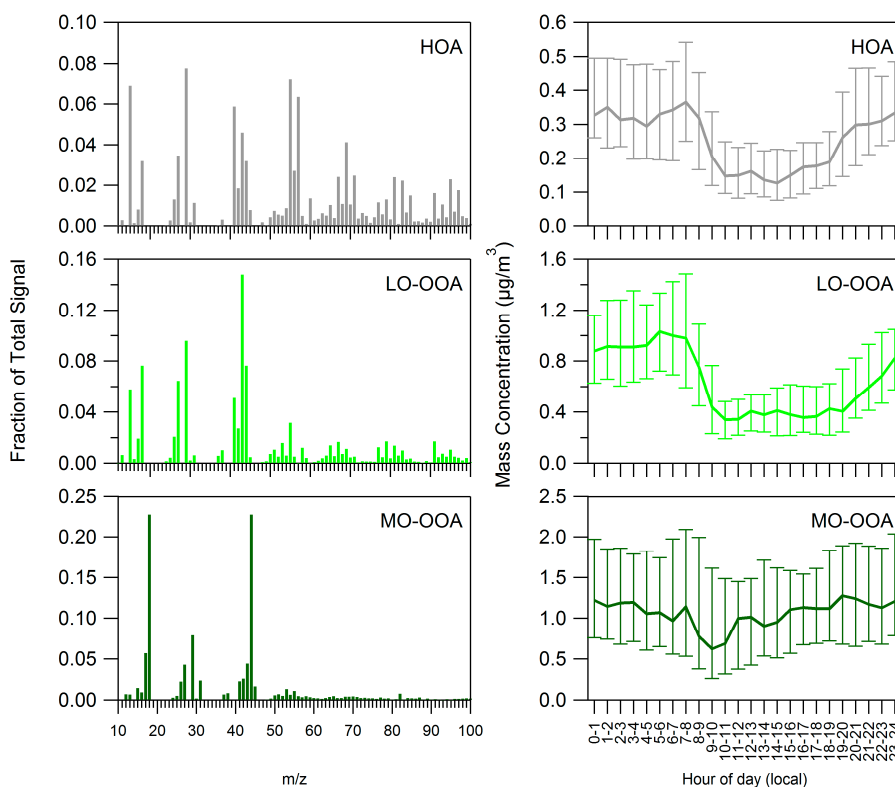 0.10
0.08
0.06
0.04
0.02
0.00
HOA
0.6
0.5
0.4
0.3
0.2
0.1
0.0
HOA
Fraction of Total Signal
0.16
0.12
0.08
0.04
0.00
LO-OOA
Mass Concentration (µg/m³)
1.6
1.2
0.8
0.4
0.0
LO-OOA
0.25
0.20
0.15
0.10
0.05
0.00
MO-OOA
2.5
2.0
1.5
1.0
0.5
0.0
MO-OOA
10 20 30 40 50 60 70 80 90 100
m/z
0-1 1-2 2-3 3-4 4-5 5-6 6-7 7-8 8-9 9-10 10-11 11-12 12-13 13-14 14-15 15-16 16-17 17-18 18-19 19-20 20-21 21-22 22-23 23-24
Hour of day (local)